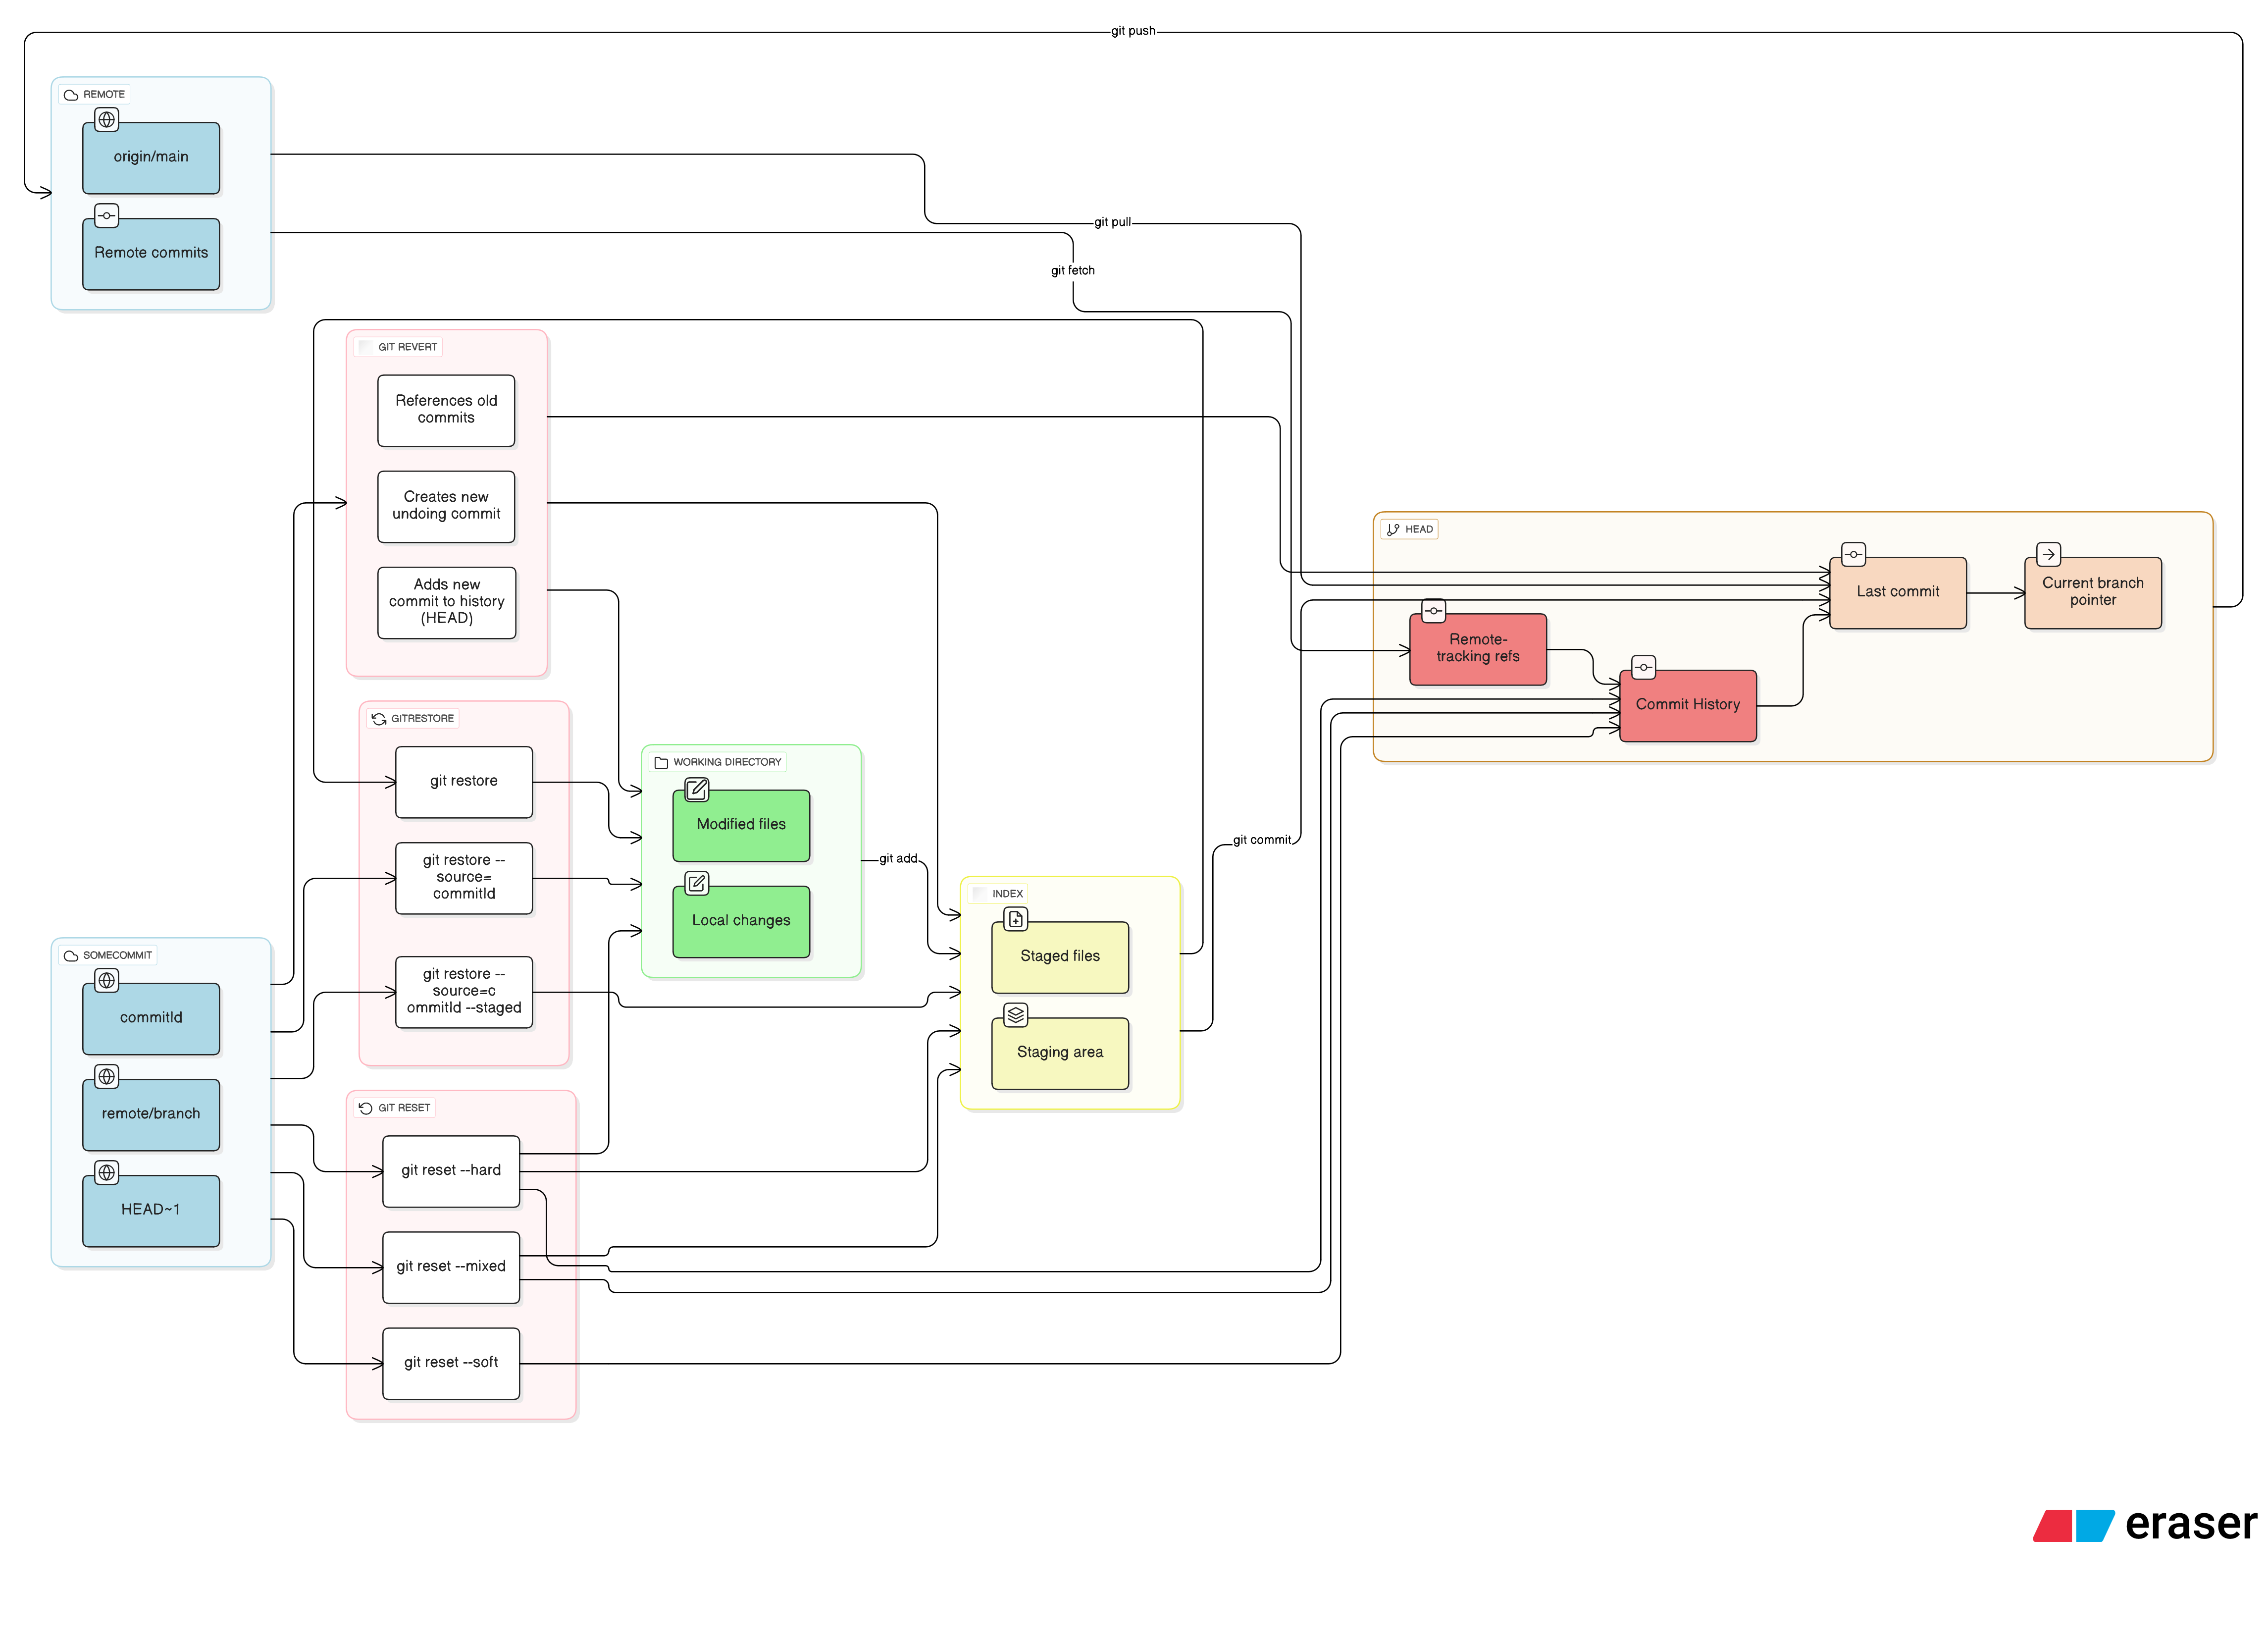 git push
REMOTE
origin/main
Remote commits
git pull
git fetch
GIT REVERT
References old
commits
Creates new
undoing commit
Adds new
commit to history
(HEAD)
HEAD
Last commit
Current branch
pointer
Remote-
tracking refs
Commit History
GITRESTORE
git restore
git restore --
source=
commitId
git restore --
source=c
ommitId --staged
WORKING DIRECTORY
Modified files
Local changes
git add
git commit
INDEX
Staged files
Staging area
SOMECOMMIT
commitId
remote/branch
HEAD~1
GIT RESET
git reset --hard
git reset --mixed
git reset --soft
eraser